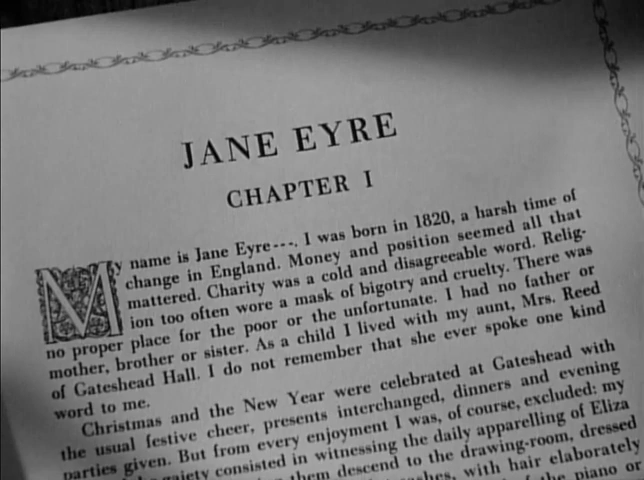 JANE EYRE
CHAPTER I
My name is Jane Eyre---. I was born in 1820, a harsh time of
change in England. Money and position seemed all that
mattered. Charity was a cold and disagreeable word. Relig-
ion too often wore a mask of bigotry and cruelty. There was
no proper place for the poor or the unfortunate. I had no father or
mother, brother or sister. As a child I lived with my aunt, Mrs. Reed
of Gateshead Hall. I do not remember that she ever spoke one kind
word to me.
Christmas and the New Year were celebrated at Gateshead with
the usual festive cheer, presents interchanged, dinners and evening
parties given. But from every enjoyment I was, of course, excluded: my
gaiety consisted in witnessing the daily apparelling of Eliza
them descend to the drawing-room, dressed
with hair elaborately
the piano or